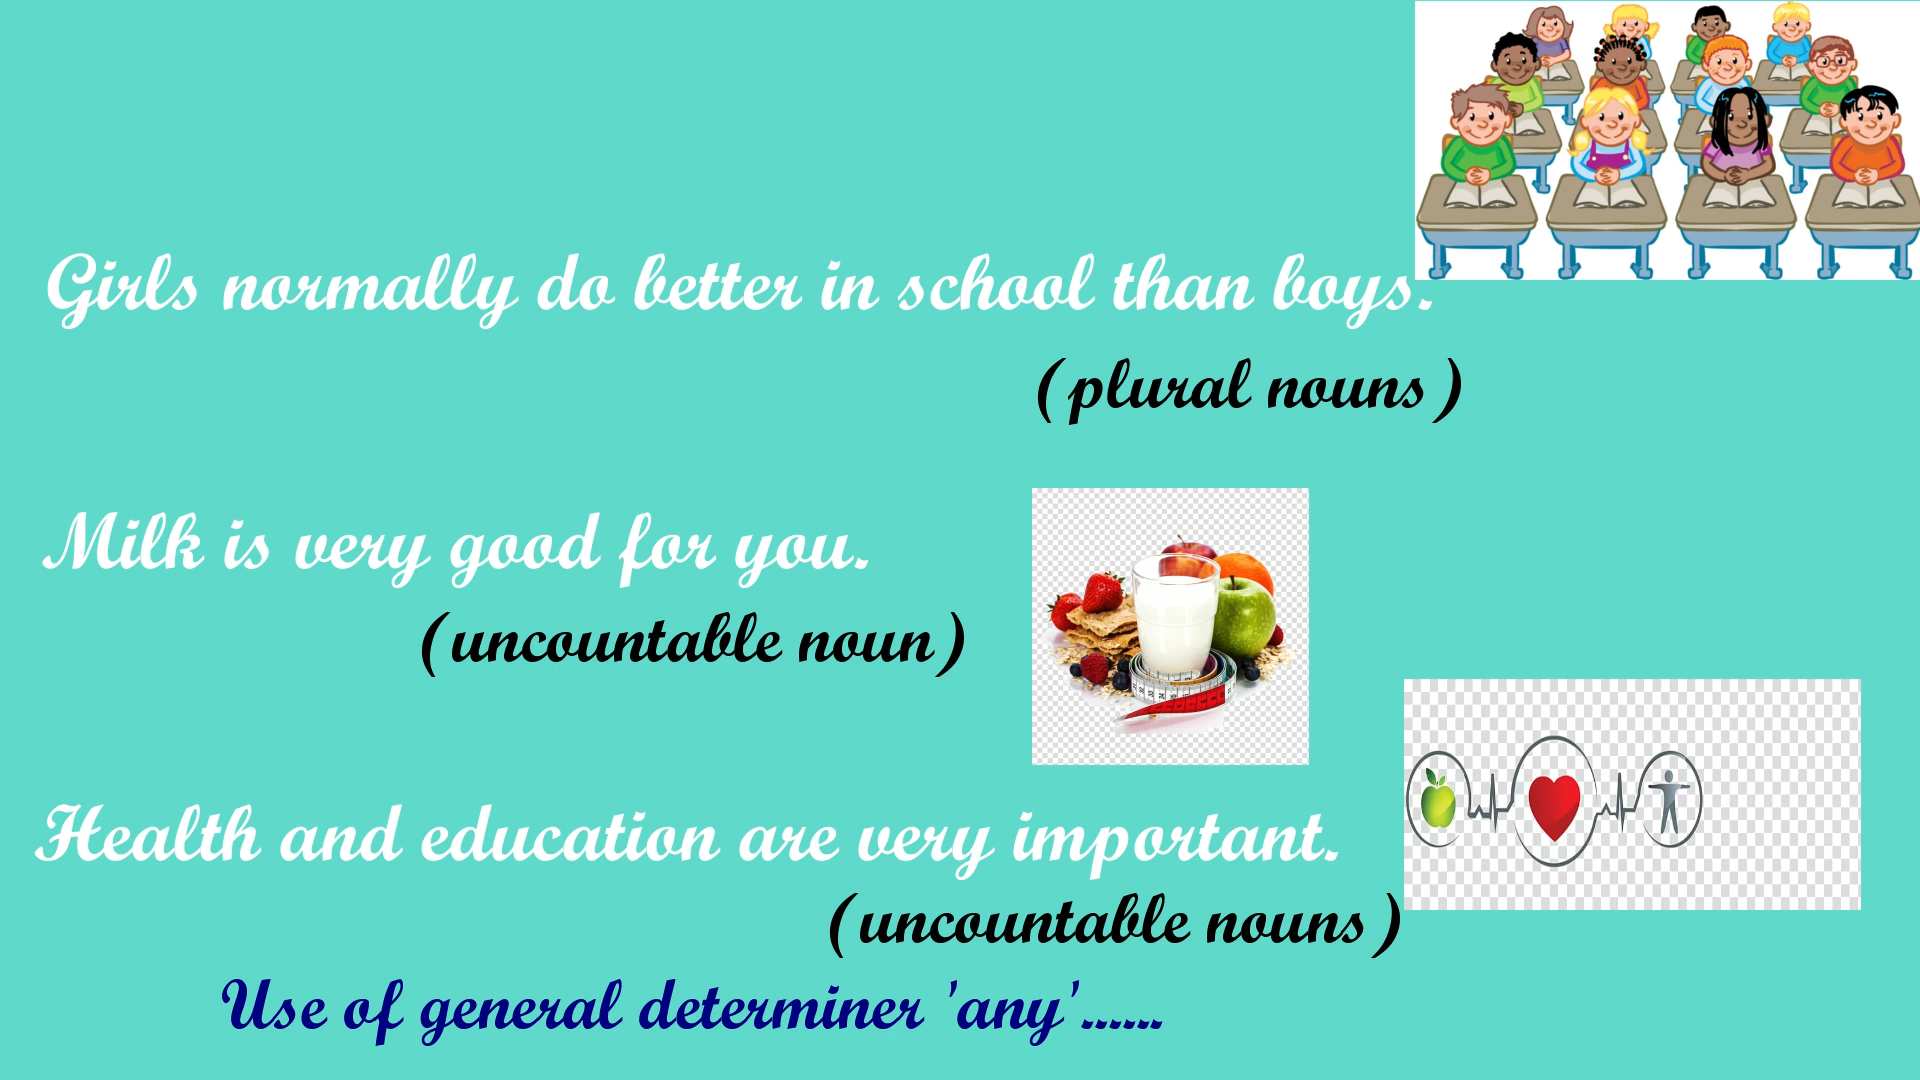 Girls normally do better in school than boys.
(plural nouns)
Milk is very good for you.
(uncountable noun)
Health and education are very important.
(uncountable nouns)
Use of general determiner 'any'......